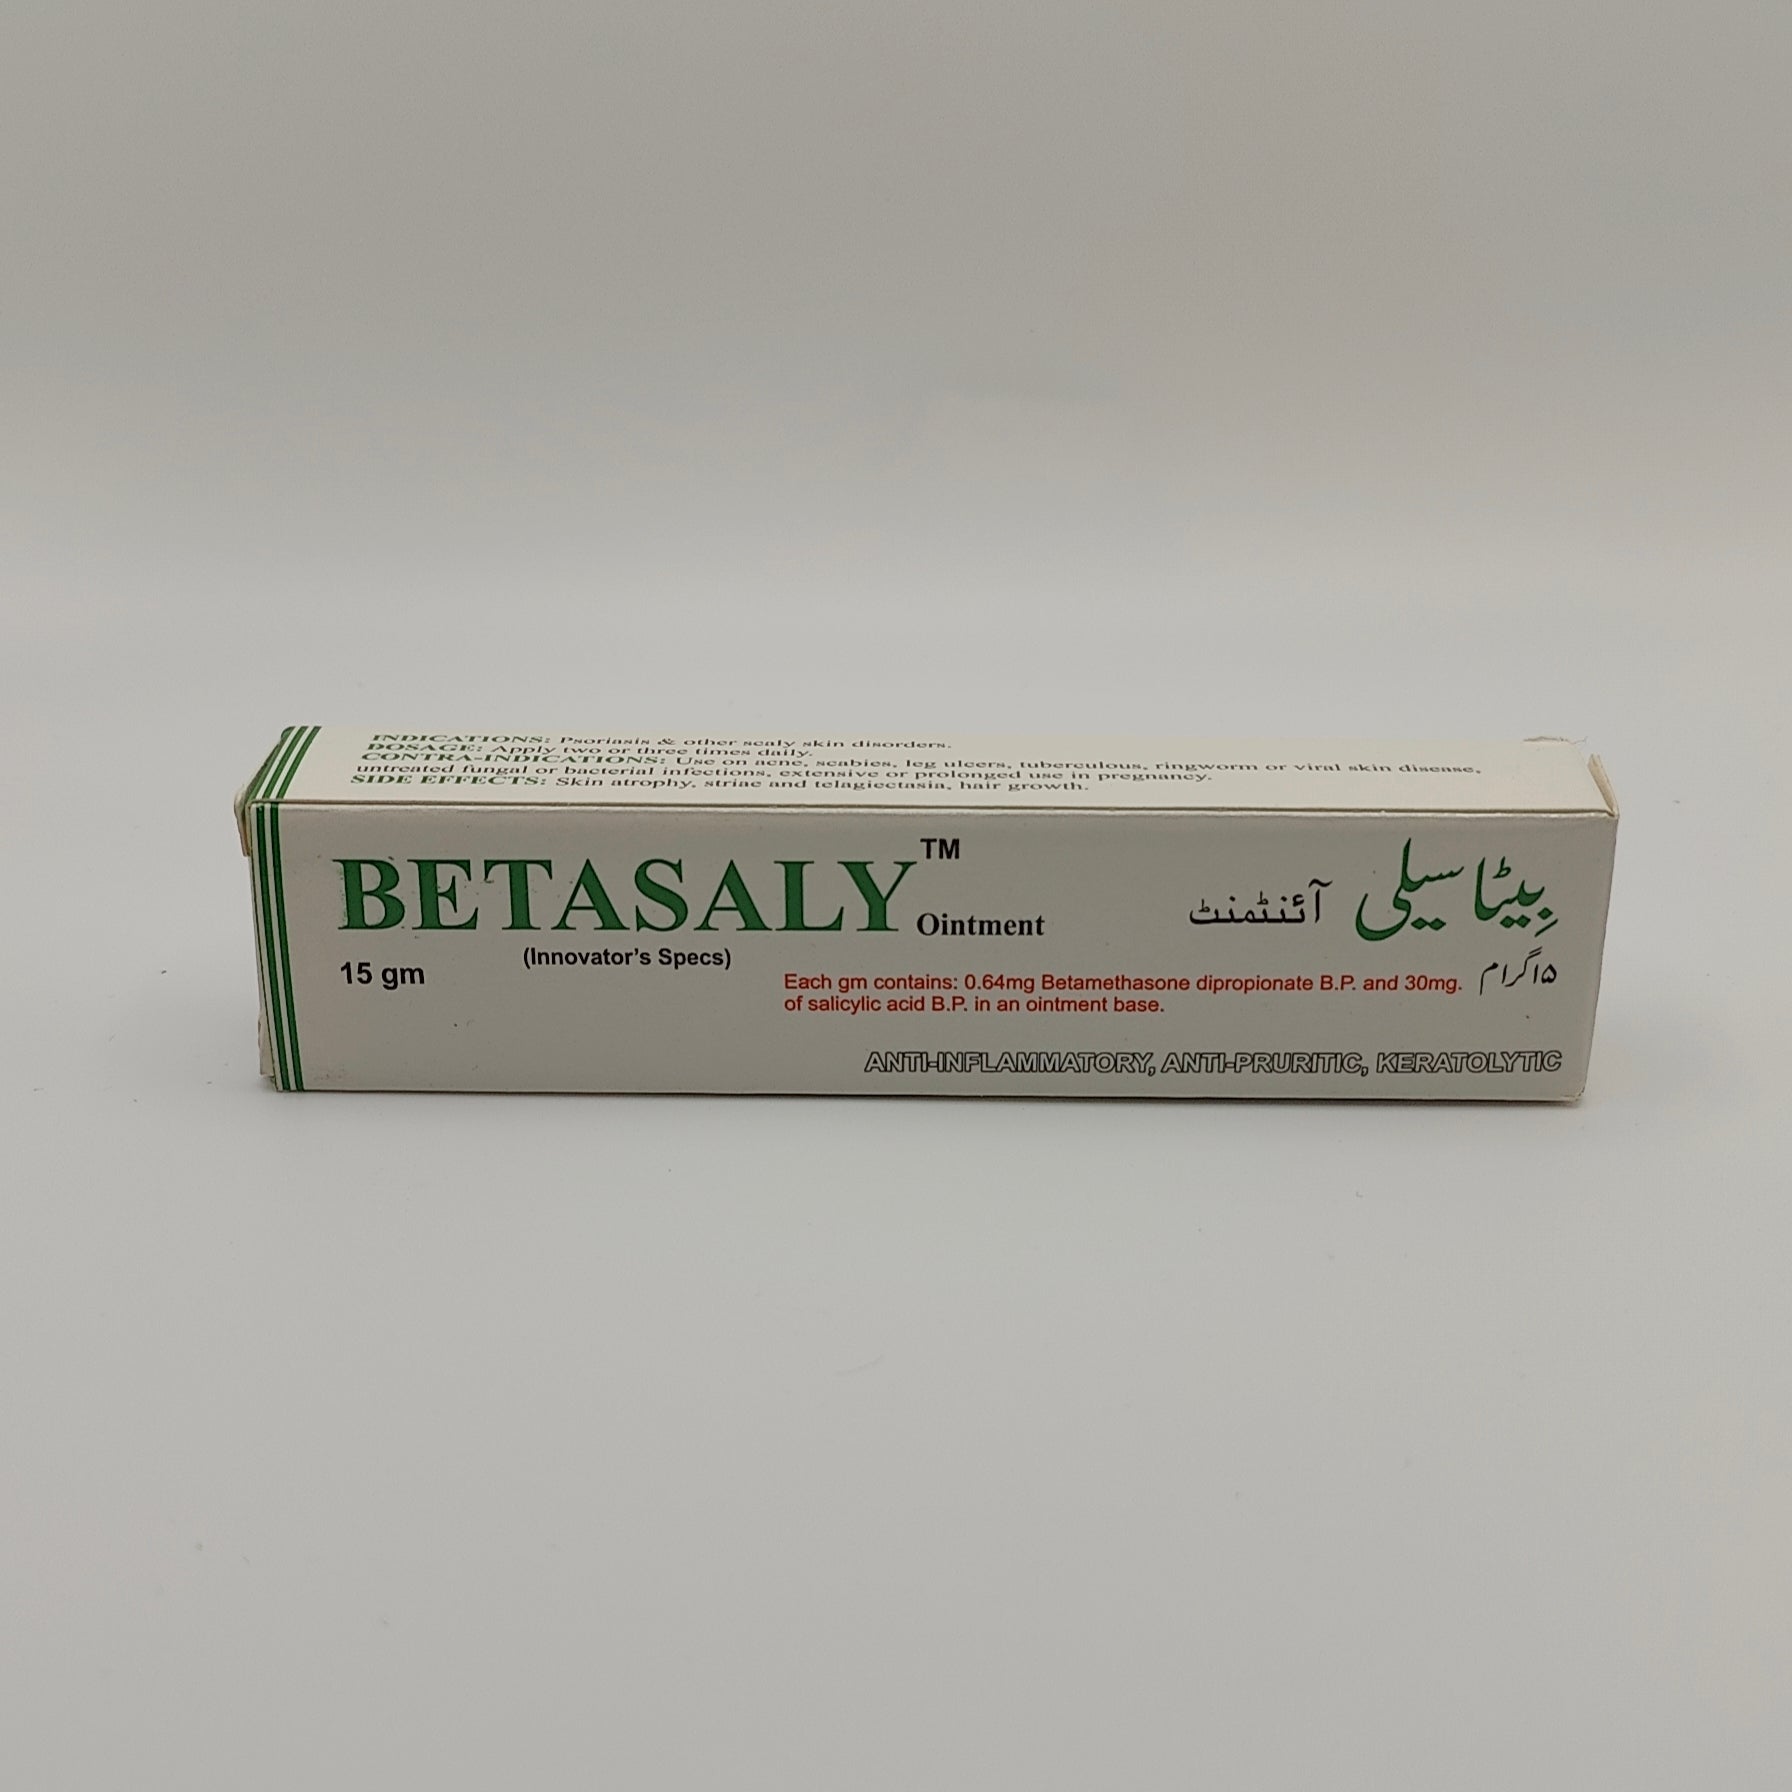 INDICATIONS: Psoriasis & other scaly skin disorders.
DOSAGE: Apply two or three times daily.
CONTRA-INDICATIONS: Use on acne, scabies, leg ulcers, tuberculous, ringworm or viral skin disease,
untreated fungal or bacterial infections, extensive or prolonged use in pregnancy.
SIDE EFFECTS: Skin atrophy, striae and telagiectasia, hair growth.
BETASALY™ Ointment
بِیٹا سیلی آئنٹمنٹ
(Innovator's Specs)
15 gm
۱۵گرام
Each gm contains: 0.64mg Betamethasone dipropionate B.P. and 30mg.
of salicylic acid B.P. in an ointment base.
ANTI-INFLAMMATORY, ANTI-PRURITIC, KERATOLYTIC